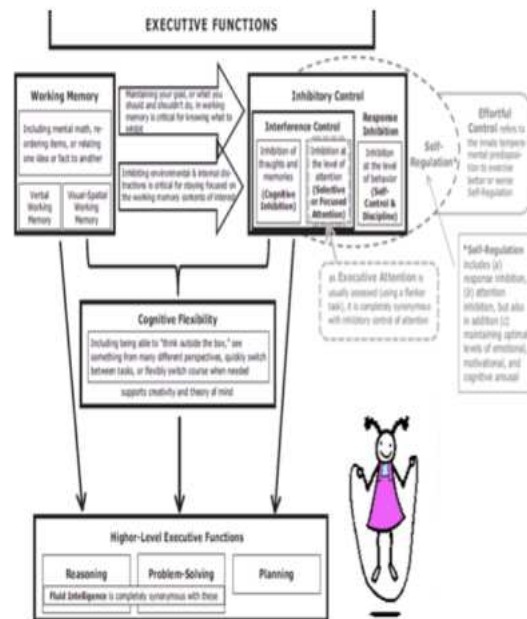 EXECUTIVE FUNCTIONS
Working Memory
Including mental math, re-
ordering items, or relating
one idea or fact to another
Verbal
Working
Memory
Visual-Spatial
Working
Memory
Maintaining your goal, or what you
should and shouldn't do, in working
memory is critical for knowing what to
inhibit
Inhibiting environmental & internal dis-
tractions is critical for staying focused on
the working memory contents of interest
Inhibitory Control
Interference Control
Inhibition of
thoughts and
memories
(Cognitive
Inhibition)
Inhibition at
the level of
attention
(Selective
or Focused
Attention)
Response
Inhibition
Inhibition
at the level
of behavior
(Self-
Control &
Discipline)
Self-
Regulation*
Effortful
Control refers to
the innate tempera-
mental predisposition
to exercise
better or worse
Self-Regulation
as Executive Attention is
usually assessed (using a flanker
task), it is completely synonymous
with inhibitory control of attention
*Self-Regulation
includes (a)
response inhibition,
(b) attention
inhibition, but also
in addition (c)
maintaining optimal
levels of emotional,
motivational, and
cognitive arousal
Cognitive Flexibility
Including being able to "think outside the box," see
something from many different perspectives, quickly switch
between tasks, or flexibly switch course when needed
supports creativity and theory of mind
Higher-Level Executive Functions
Reasoning
Problem-Solving
Planning
Fluid Intelligence is completely synonymous with these